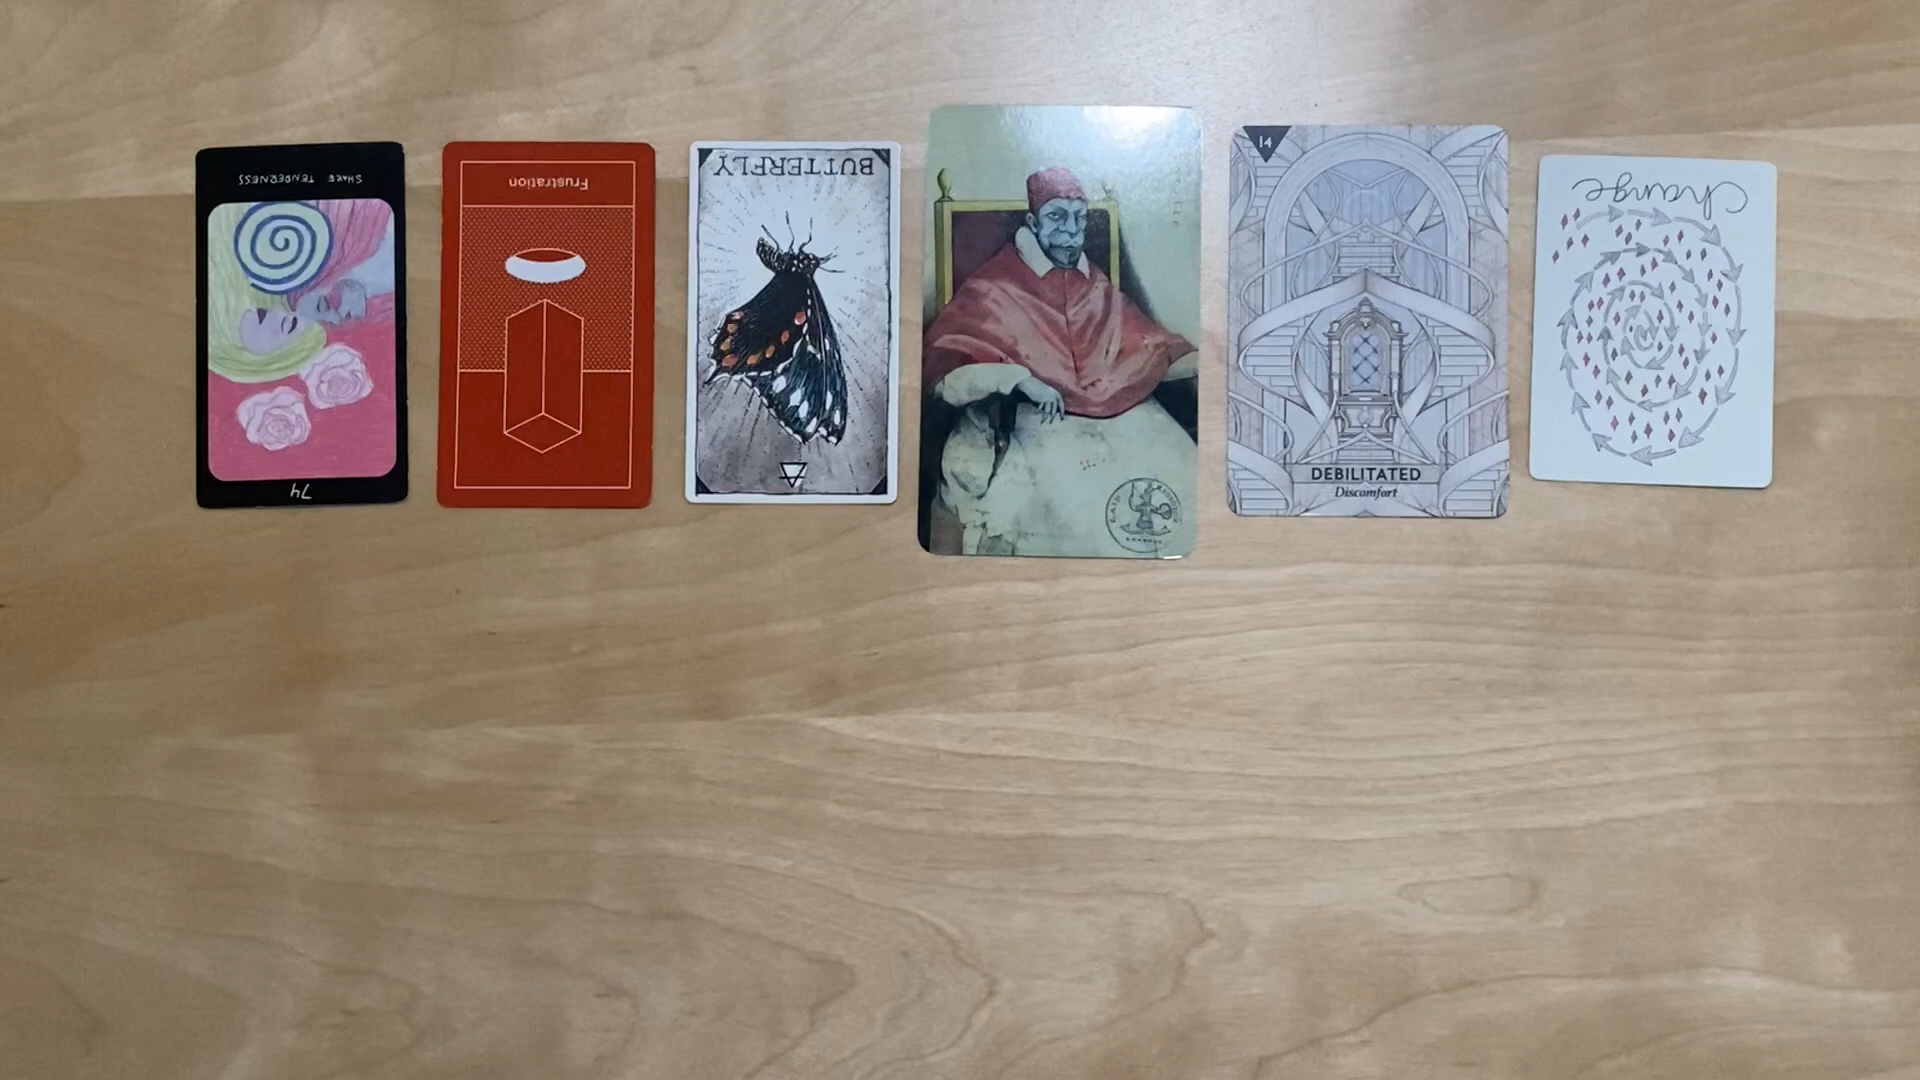 SHARE TENDERNESS
74
Frustration
BUTTERFLY
14
DEBILITATED
Discomfort
Change